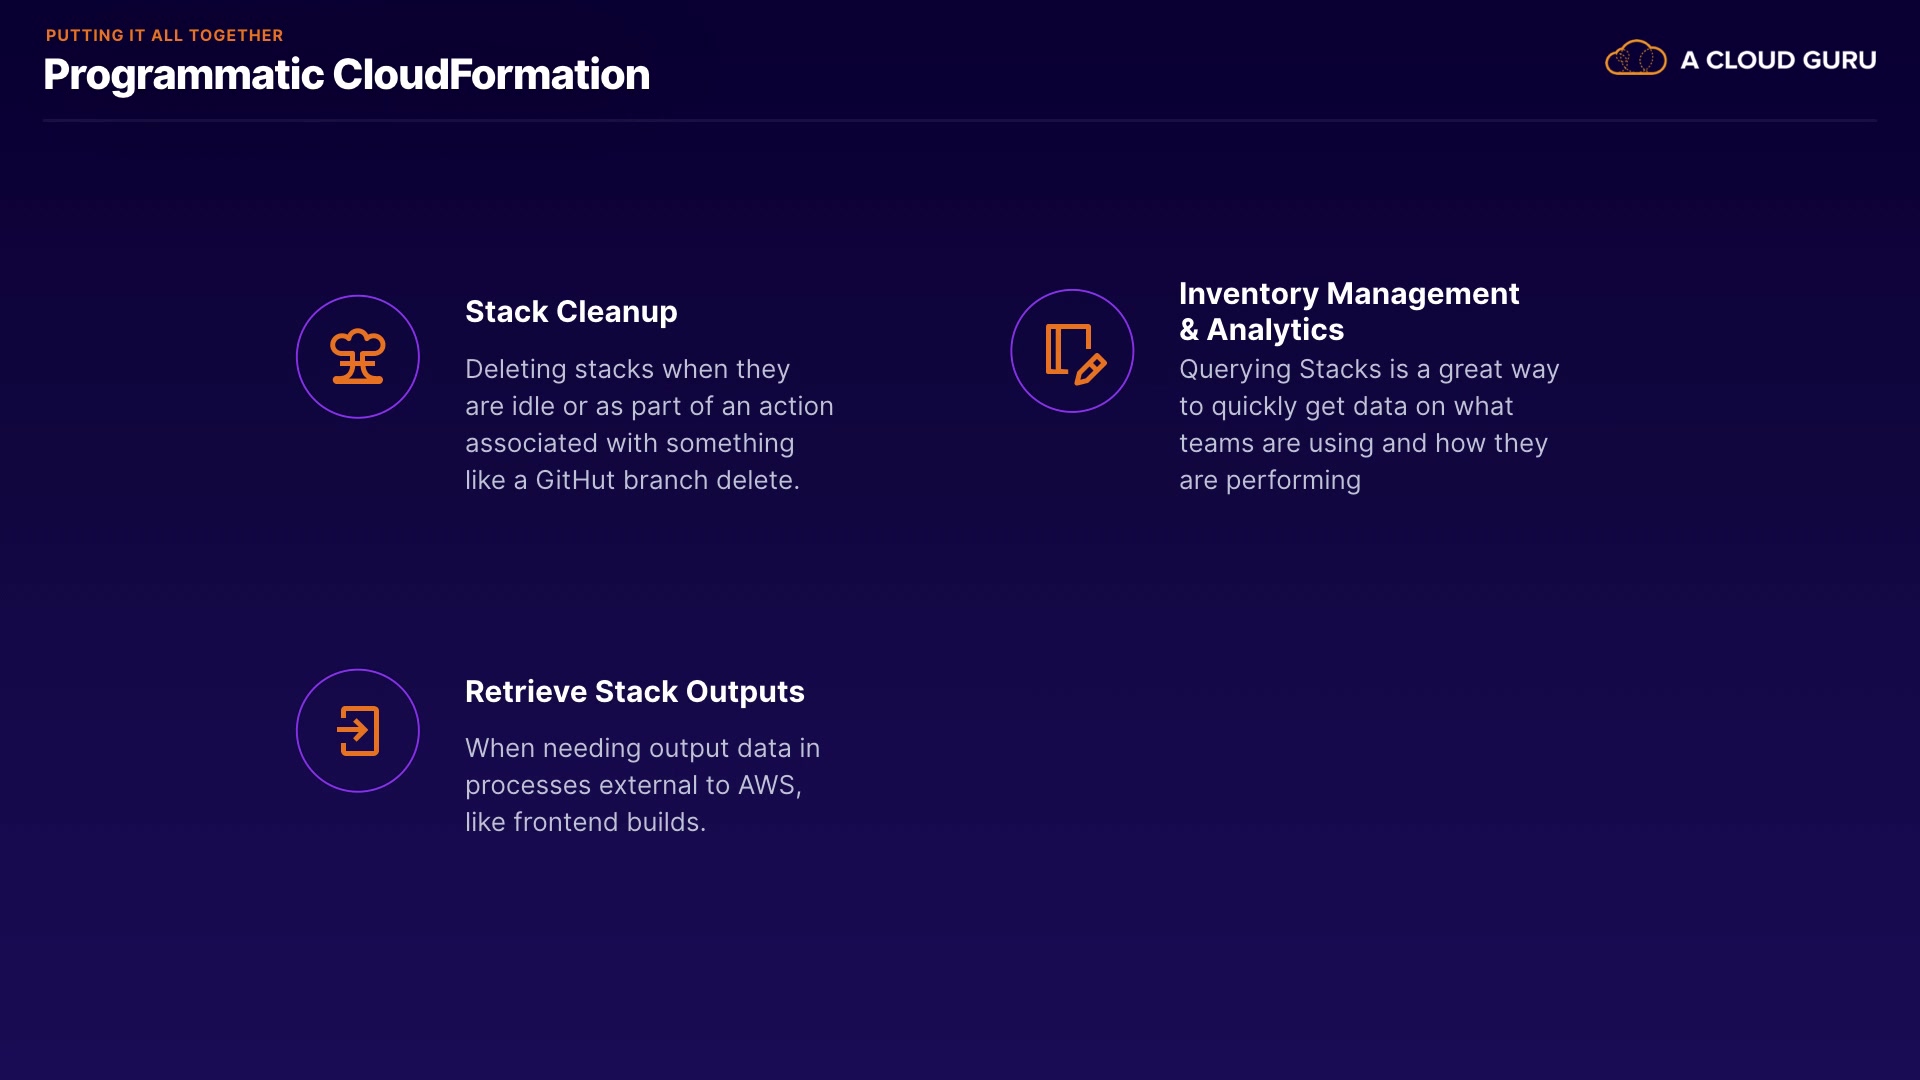 PUTTING IT ALL TOGETHER
Programmatic CloudFormation
A CLOUD GURU
Stack Cleanup
Deleting stacks when they
are idle or as part of an action
associated with something
like a GitHut branch delete.
Inventory Management
& Analytics
Querying Stacks is a great way
to quickly get data on what
teams are using and how they
are performing
Retrieve Stack Outputs
When needing output data in
processes external to AWS,
like frontend builds.